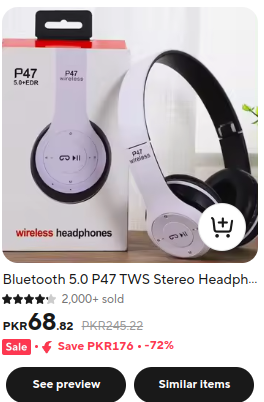 P47
5.0+EDR
P47
wireless
P47
wireless
wireless headphones
Bluetooth 5.0 P47 TWS Stereo Headph...
2,000+ sold
PKR68.82 PKR245.22
Sale Save PKR176 • -72%
See preview
Similar items